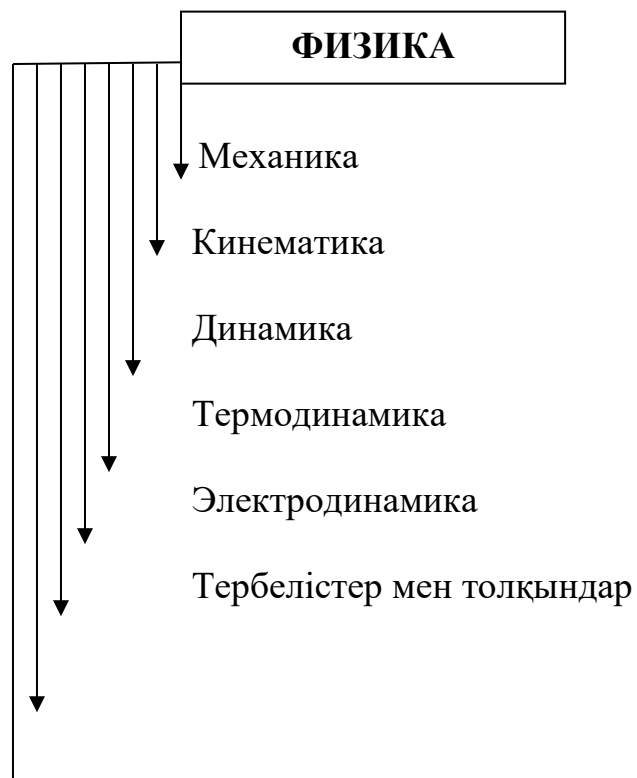 ФИЗИКА
Механика
Кинематика
Динамика
Термодинамика
Электродинамика
Тербелістер мен толқындар